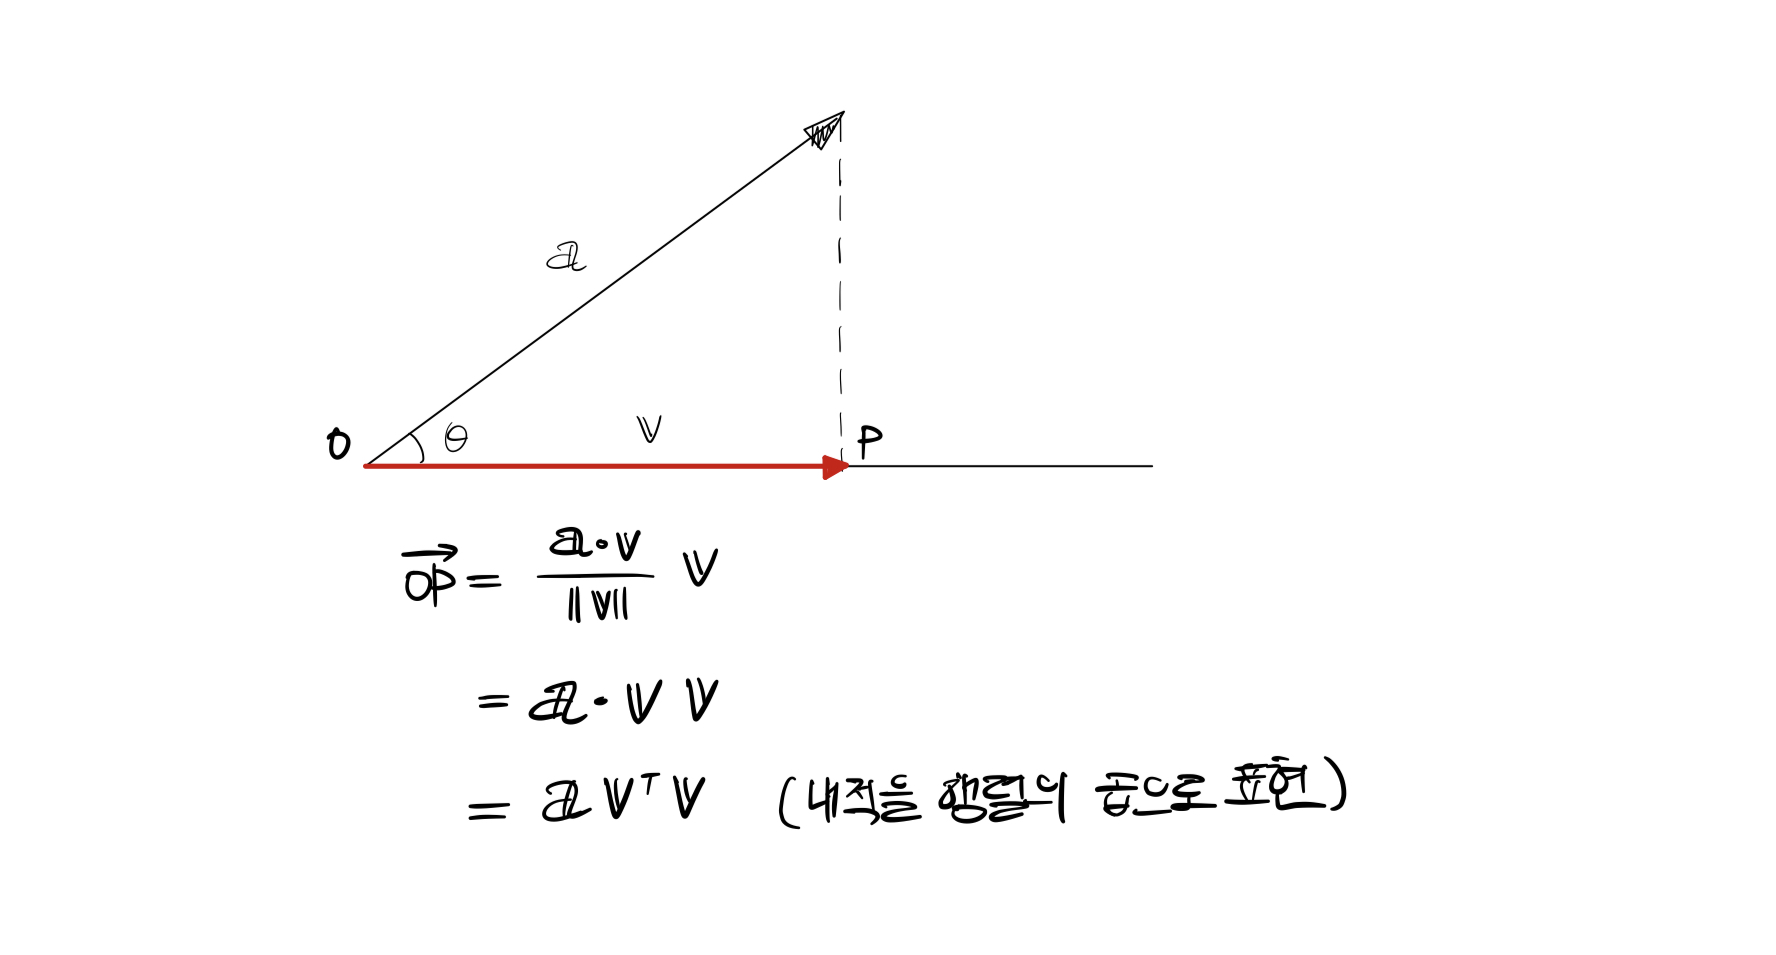 a
O θ v P
OP→ = a·v / ‖v‖ v
= a·v v
= a vᵀ v (내적을 행렬의 곱으로 표현)